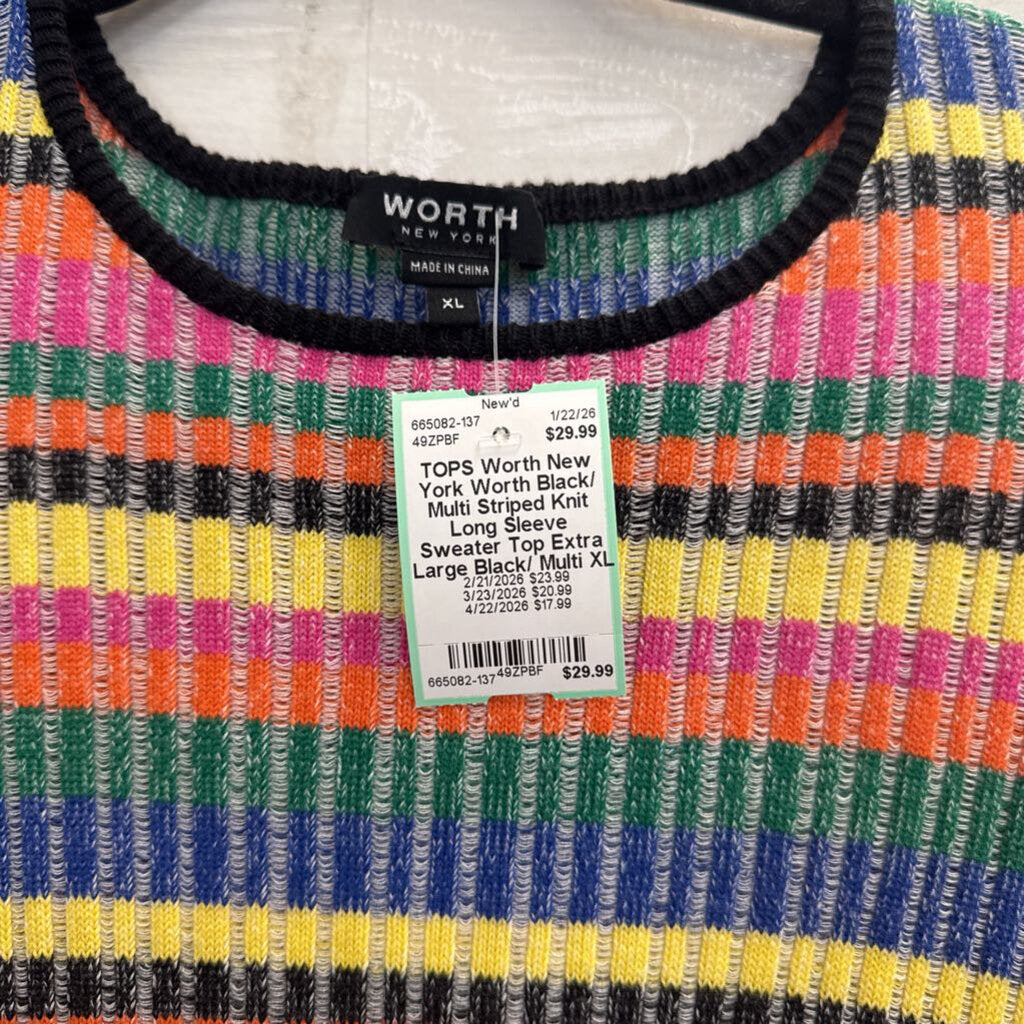 WORTH
NEW YORK
MADE IN CHINA
XL
New'd
665082-137 1/22/26
49ZPBF $29.99
TOPS Worth New
York Worth Black/
Multi Striped Knit
Long Sleeve
Sweater Top Extra
Large Black/ Multi XL
2/21/2026 $23.99
3/23/2026 $20.99
4/22/2026 $17.99
665082-137 49ZPBF $29.99